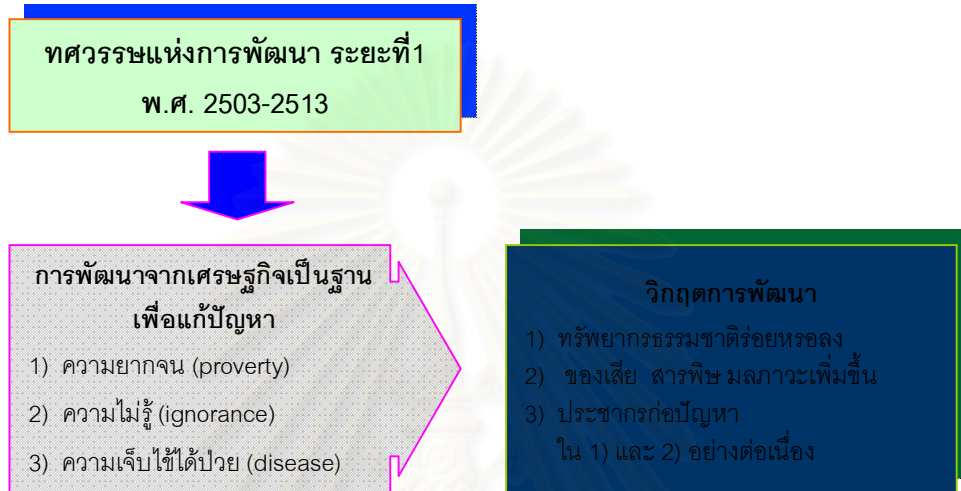 ทศวรรษแห่งการพัฒนา ระยะที่1
พ.ศ. 2503-2513
การพัฒนาจากเศรษฐกิจเป็นฐาน
เพื่อแก้ปัญหา
1) ความยากจน (proverty)
2) ความไม่รู้ (ignorance)
3) ความเจ็บไข้ได้ป่วย (disease)
วิกฤตการพัฒนา
1) ทรัพยากรธรรมชาติร่อยหรอลง
2) ของเสีย สารพิษ มลภาวะเพิ่มขึ้น
3) ประชากรก่อปัญหา
ใน 1) และ 2) อย่างต่อเนื่อง